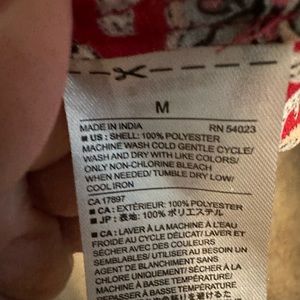 M
MADE IN INDIA RN 54023
■ US : SHELL: 100% POLYESTER
MACHINE WASH COLD GENTLE CYCLE/
WASH AND DRY WITH LIKE COLORS/
ONLY NON-CHLORINE BLEACH
WHEN NEEDED/ TUMBLE DRY LOW/
COOL IRON
CA 17897
■ CA : EXTÉRIEUR: 100% POLYESTER
■ JP : 表地: 100% ポリエステル
■ CA : LAVER À LA MACHINE À L'EAU
FROIDE AU CYCLE DÉLICAT/ LAVER ET
SÉCHER AVEC DES COULEURS
SEMBLABLES/ UTILISER AU BESOIN UN
AGENT DE BLANCHIMENT SANS
CHLORE UNIQUEMENT/ SÉCHER À LA
MACHINE À BASSE TEMPÉRATURE/
REPASSER À BASSE TEMPÉRATURE